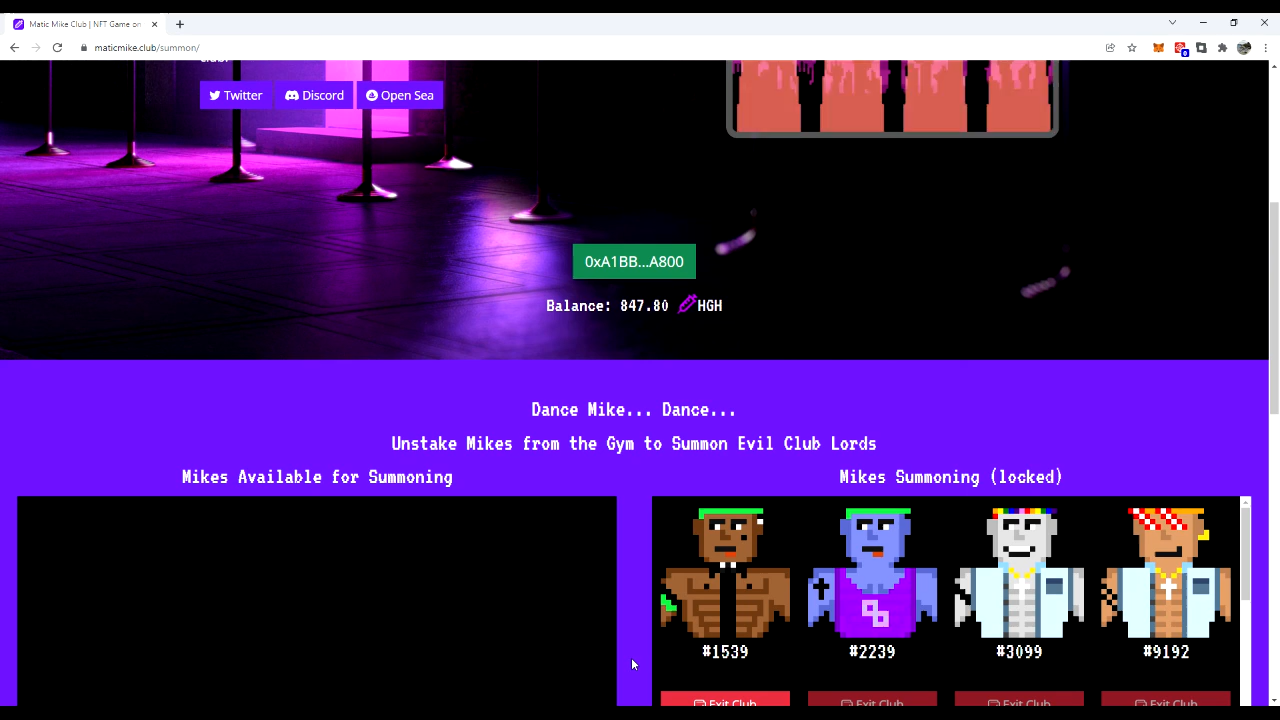 Matic Mike Club | NFT Game on
maticmike.club/summon/
Twitter
Discord
Open Sea
0xA1BB...A800
Balance: 847.80 HGH
Dance Mike... Dance...
Unstake Mikes from the Gym to Summon Evil Club Lords
Mikes Available for Summoning
Mikes Summoning (locked)
#1539
#2239
#3099
#9192
Exit Club
Exit Club
Exit Club
Exit Club